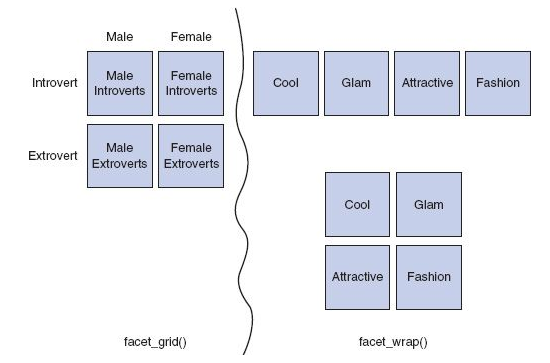 Male
Female
Introvert
Male
Introverts
Female
Introverts
Extrovert
Male
Extroverts
Female
Extroverts
facet_grid()
Cool
Glam
Attractive
Fashion
Cool
Glam
Attractive
Fashion
facet_wrap()